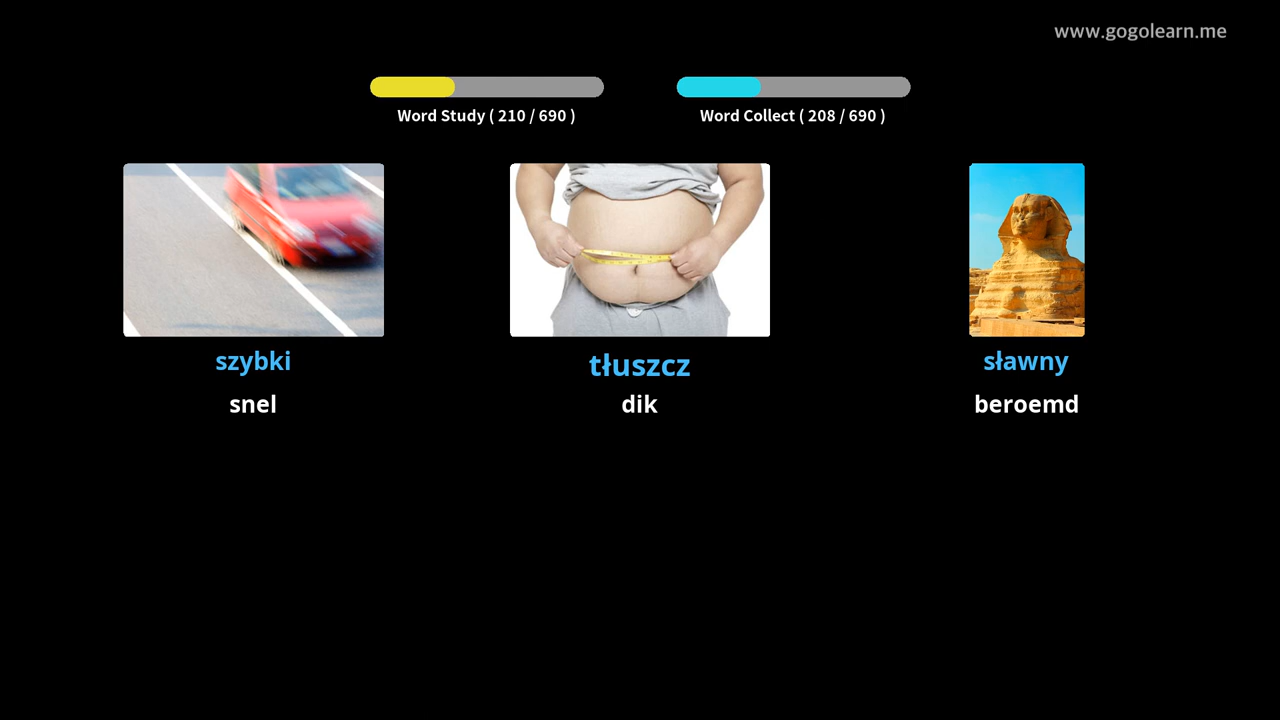 www.gogolearn.me
Word Study ( 210 / 690 )
Word Collect ( 208 / 690 )
szybki
tłuszcz
sławny
snel
dik
beroemd